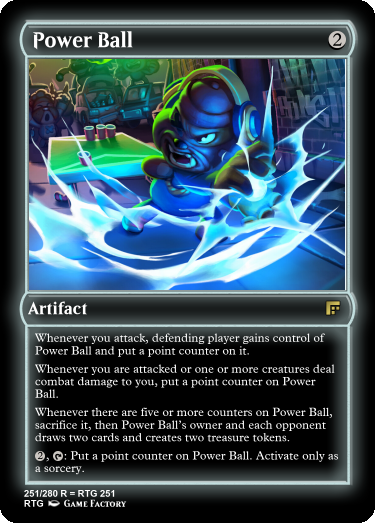 Power Ball
2
Artifact
Whenever you attack, defending player gains control of
Power Ball and put a point counter on it.
Whenever you are attacked or one or more creatures deal
combat damage to you, put a point counter on Power
Ball.
Whenever there are five or more counters on Power Ball,
sacrifice it, then Power Ball's owner and each opponent
draws two cards and creates two treasure tokens.
2, : Put a point counter on Power Ball. Activate only as
a sorcery.
251/280 R = RTG 251
RTG GAME FACTORY